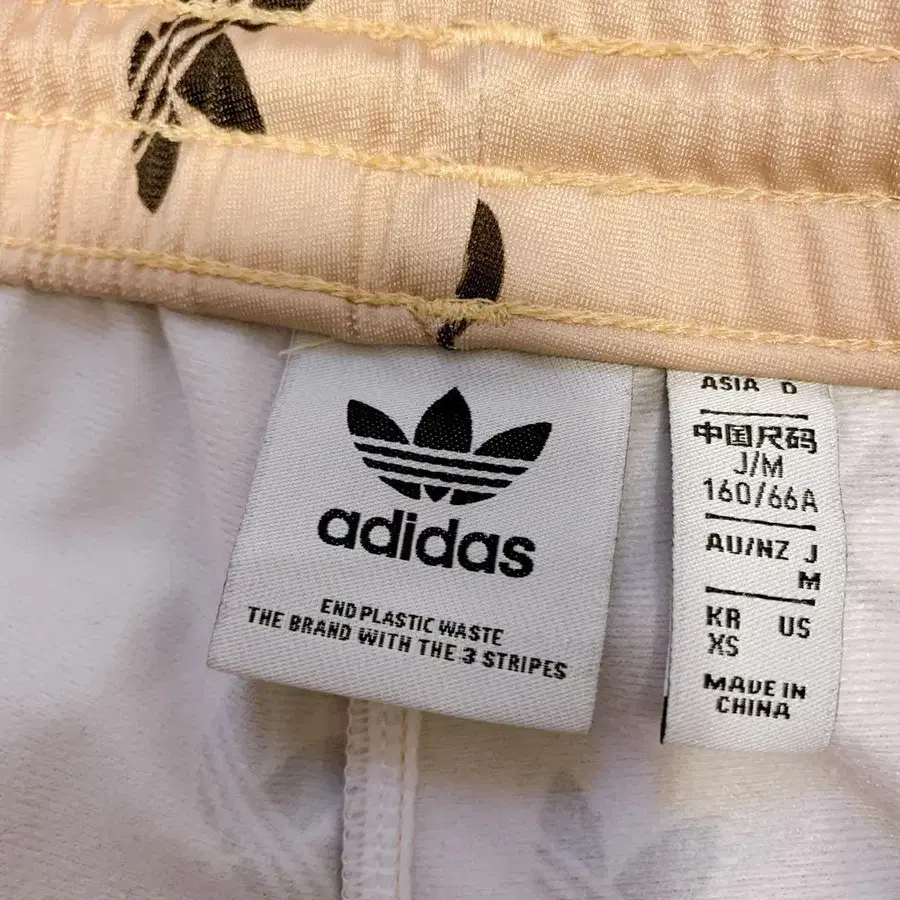 adidas
END PLASTIC WASTE
THE BRAND WITH THE 3 STRIPES
ASIA
中国尺码
J/M
160/66A
AU/NZ J
M
KR US
XS
MADE IN
CHINA